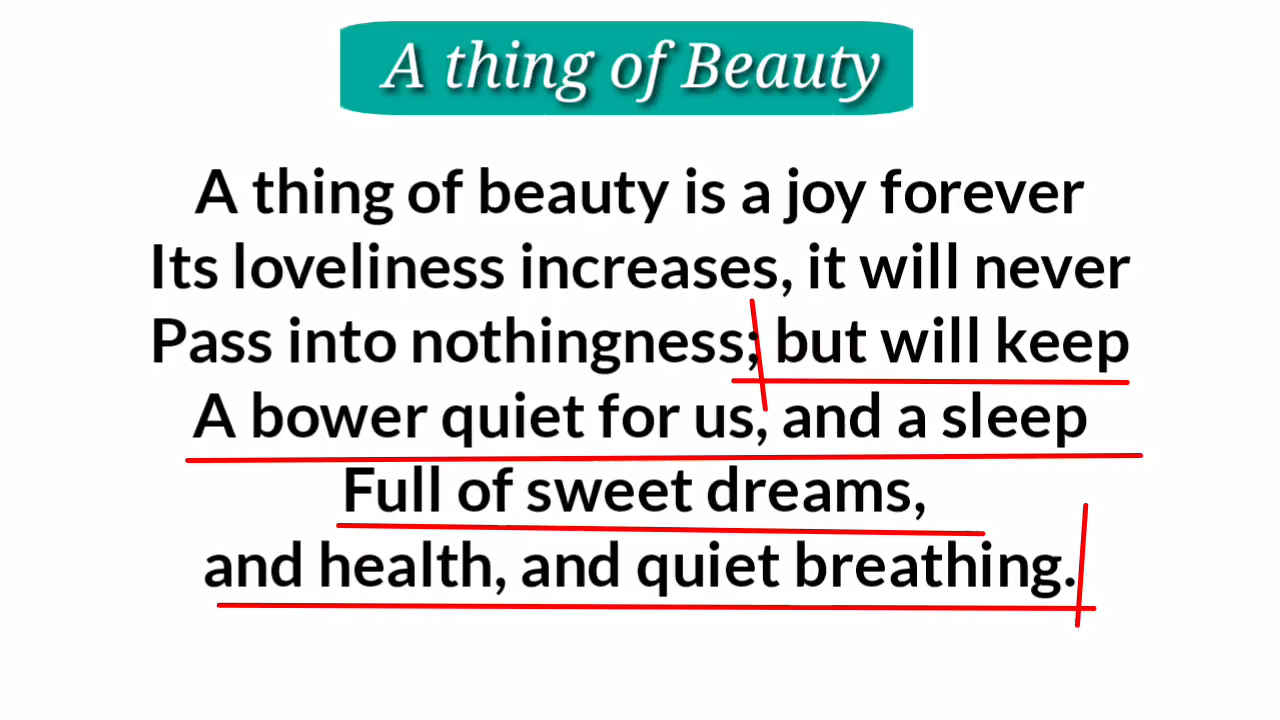 A thing of Beauty
A thing of beauty is a joy forever
Its loveliness increases, it will never
Pass into nothingness; but will keep
A bower quiet for us, and a sleep
Full of sweet dreams,
and health, and quiet breathing.